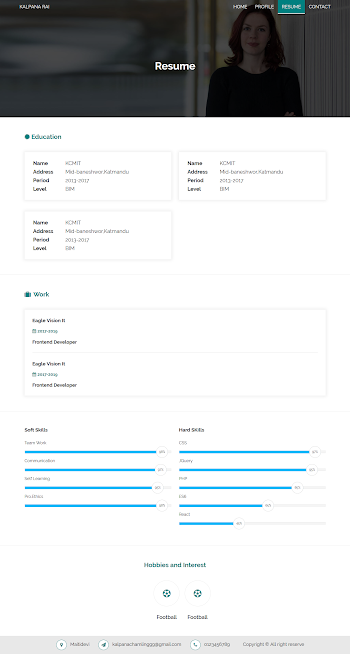 KALPANA RAI
HOME PROFILE RESUME CONTACT
Resume
Education
Name KCMIT
Address Mid-baneshwor,Katmandu
Period 2013-2017
Level BIM
Name KCMIT
Address Mid-baneshwor,Katmandu
Period 2013-2017
Level BIM
Name KCMIT
Address Mid-baneshwor,Katmandu
Period 2013-2017
Level BIM
Work
Eagle Vision It
2017-2019
Frontend Developer
Eagle Vision It
2017-2019
Frontend Developer
Soft Skills
Team Work
Communication
Self Learning
Hard Skills
CSS
JQuery
PHP
ES6
React
Hobbies and Interest
Football
Football
Maitidevi
kalpanacharming99@gmail.com
0123456789
Copyright © All right reserve